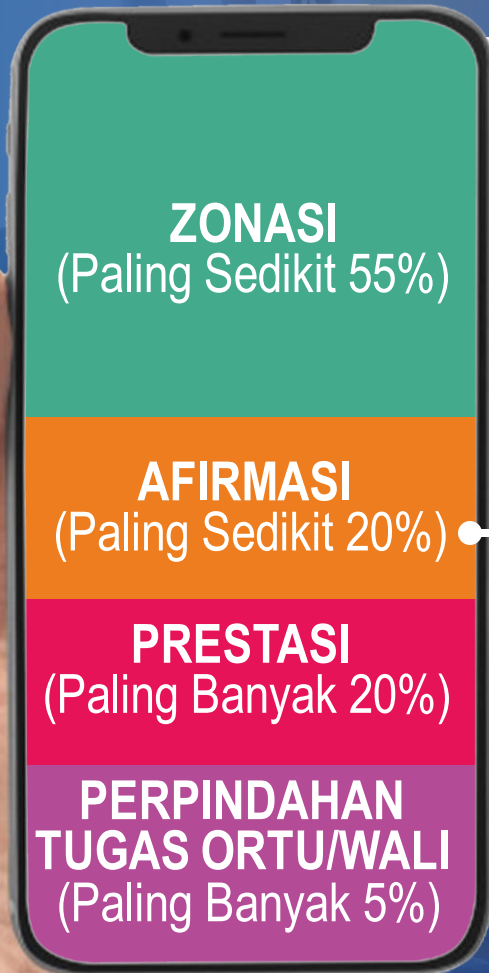 ZONASI
(Paling Sedikit 55%)
AFIRMASI
(Paling Sedikit 20%)
PRESTASI
(Paling Banyak 20%)
PERPINDAHAN
TUGAS ORTU/WALI
(Paling Banyak 5%)